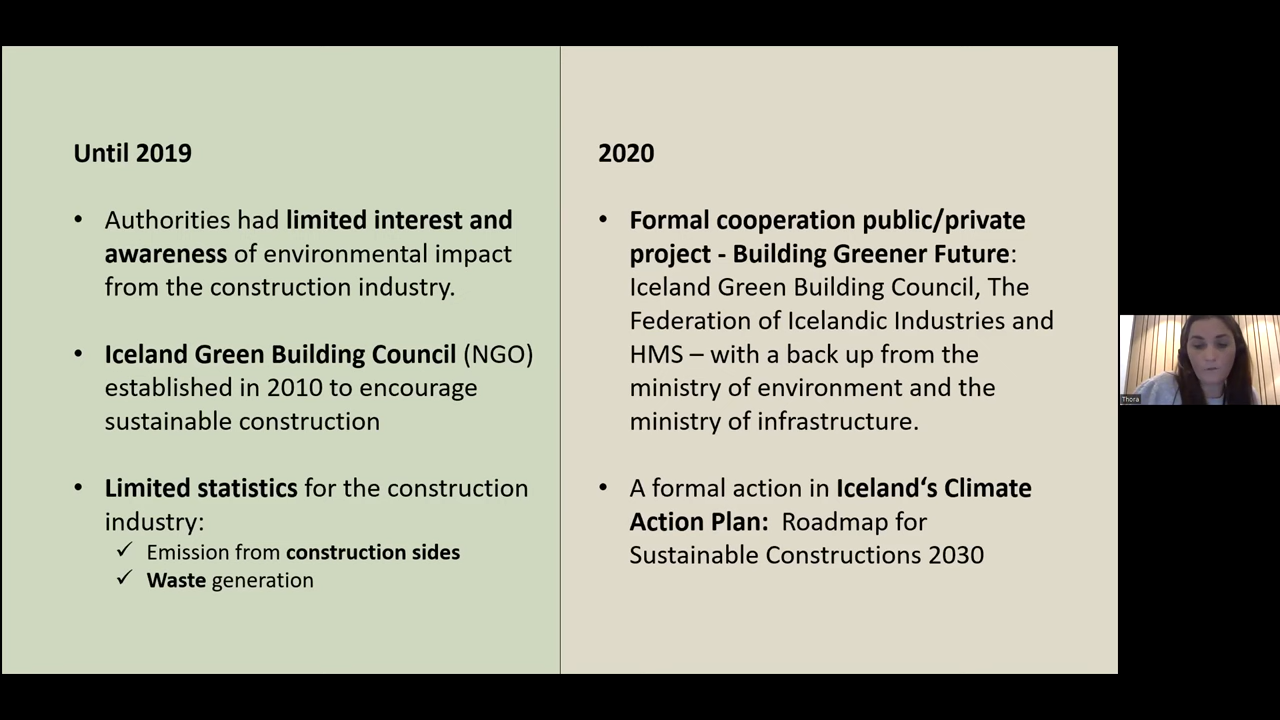 Until 2019
• Authorities had limited interest and
awareness of environmental impact
from the construction industry.
• Iceland Green Building Council (NGO)
established in 2010 to encourage
sustainable construction
• Limited statistics for the construction
industry:
✓ Emission from construction sides
✓ Waste generation
2020
• Formal cooperation public/private
project - Building Greener Future:
Iceland Green Building Council, The
Federation of Icelandic Industries and
HMS – with a back up from the
ministry of environment and the
ministry of infrastructure.
• A formal action in Iceland‘s Climate
Action Plan: Roadmap for
Sustainable Constructions 2030
Thora